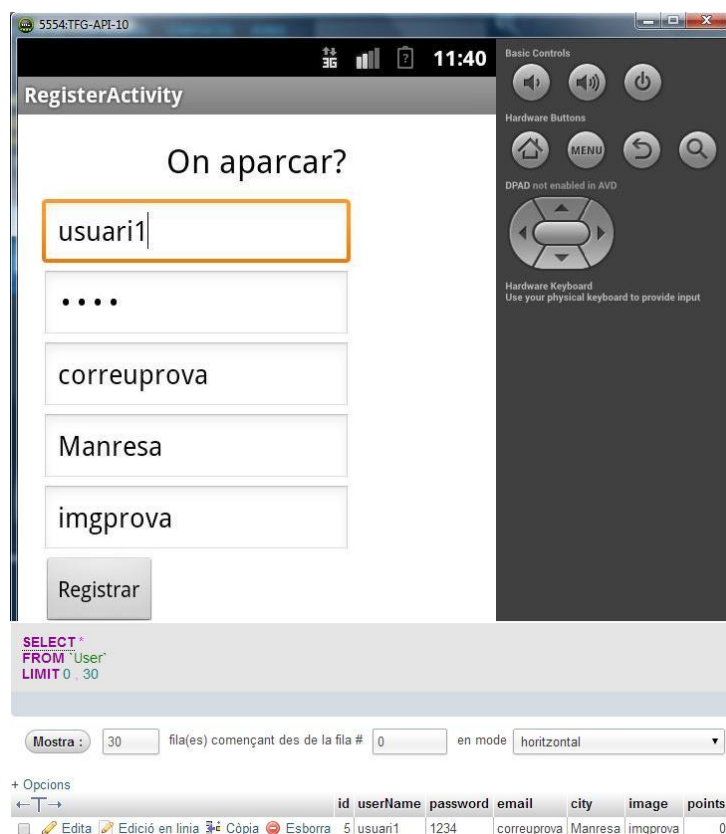 5554:TFG-API-10
3G 11:40
RegisterActivity
On aparcar?
usuari1
••••
correuprova
Manresa
imgprova
Registrar
Basic Controls
Hardware Buttons
MENU
DPAD not enabled in AVD
Hardware Keyboard
Use your physical keyboard to provide input
SELECT *
FROM `User`
LIMIT 0 , 30
Mostra : 30 fila(es) començant des de la fila # 0 en mode horitzontal
+ Opcions
←T→ id userName password email city image points
Edita Edició en línia Còpia Esborra 5 usuari1 1234 correuprova Manresa imgprova 0